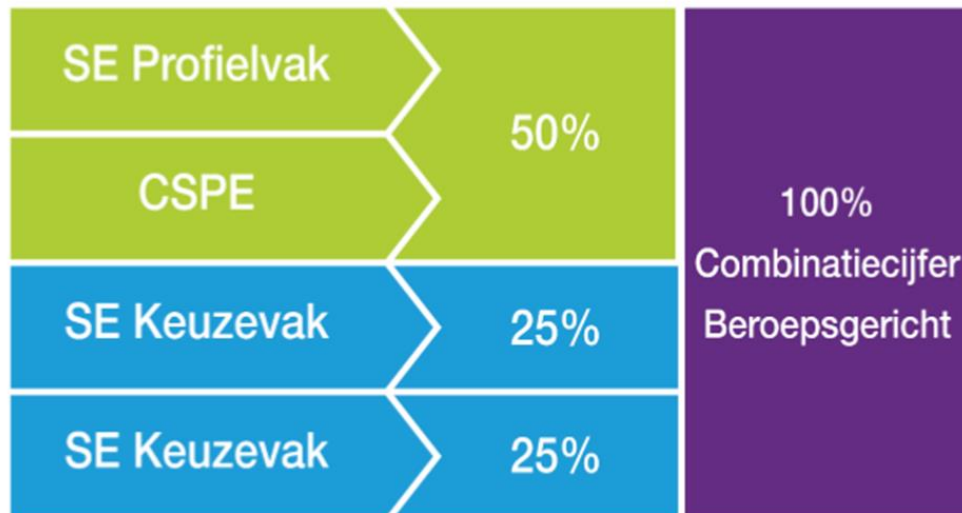 SE Profielvak
CSPE
50%
SE Keuzevak
25%
SE Keuzevak
25%
100%
Combinatiecijfer
Beroepsgericht